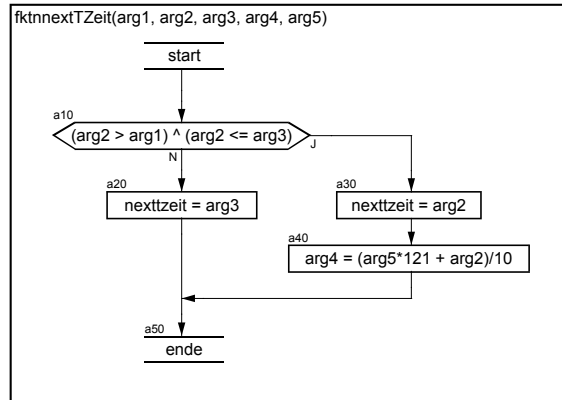 fktnnextTZeit(arg1, arg2, arg3, arg4, arg5)
start
a10
(arg2 > arg1) ^ (arg2 <= arg3)
N
J
a20
nexttzeit = arg3
a30
nexttzeit = arg2
a40
arg4 = (arg5*121 + arg2)/10
a50
ende